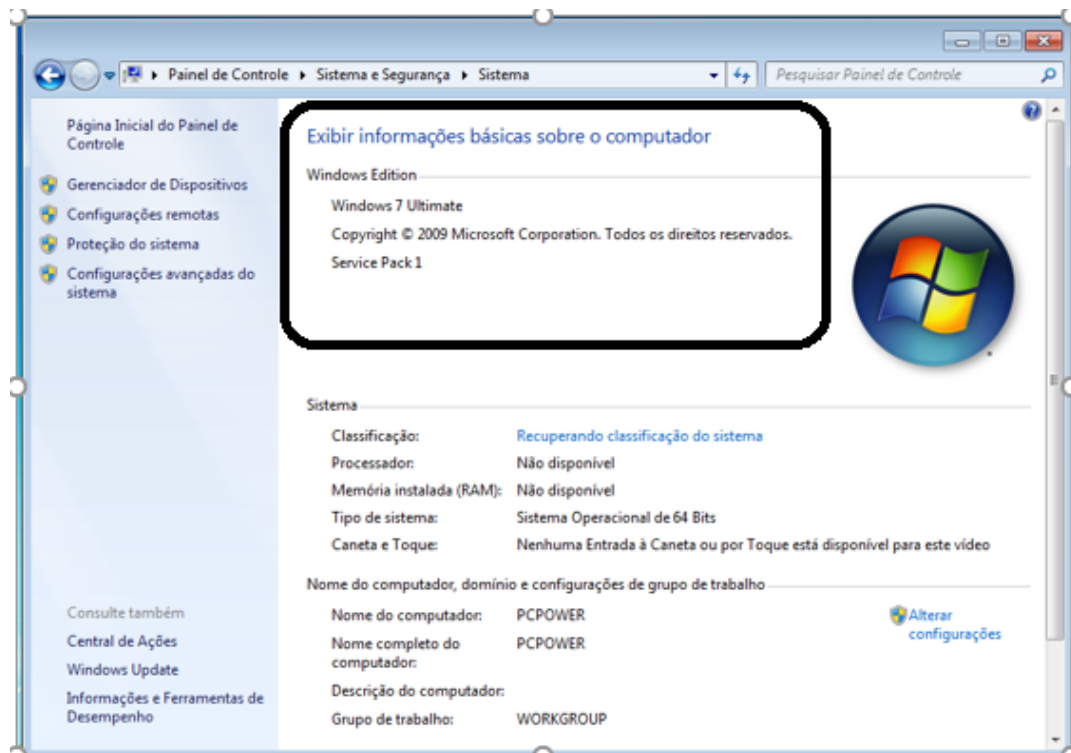 Painel de Controle ▸ Sistema e Segurança ▸ Sistema
Pesquisar Painel de Controle
Página Inicial do Painel de
Controle
Gerenciador de Dispositivos
Configurações remotas
Proteção do sistema
Configurações avançadas do
sistema
Consulte também
Central de Ações
Windows Update
Informações e Ferramentas de
Desempenho
Exibir informações básicas sobre o computador
Windows Edition
Windows 7 Ultimate
Copyright © 2009 Microsoft Corporation. Todos os direitos reservados.
Service Pack 1
Sistema
Classificação: Recuperando classificação do sistema
Processador: Não disponível
Memória instalada (RAM): Não disponível
Tipo de sistema: Sistema Operacional de 64 Bits
Caneta e Toque: Nenhuma Entrada à Caneta ou por Toque está disponível para este vídeo
Nome do computador, domínio e configurações de grupo de trabalho
Nome do computador: PCPOWER
Nome completo do PCPOWER
computador:
Descrição do computador:
Grupo de trabalho: WORKGROUP
Alterar
configurações